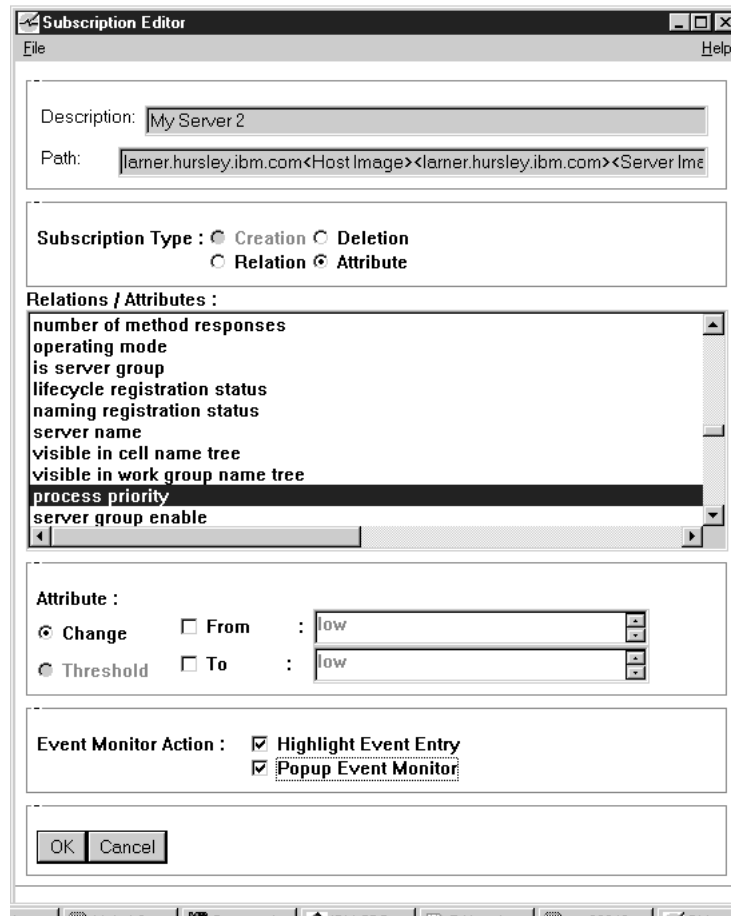 Subscription Editor
File Help
Description: My Server 2
Path: larner.hursley.ibm.com<Host Image><larner.hursley.ibm.com><Server Ima
Subscription Type : Creation Deletion
Relation Attribute
Relations / Attributes :
number of method responses
operating mode
is server group
lifecycle registration status
naming registration status
server name
visible in cell name tree
visible in work group name tree
process priority
server group enable
Attribute :
Change From : low
Threshold To : low
Event Monitor Action : Highlight Event Entry
Popup Event Monitor
OK Cancel